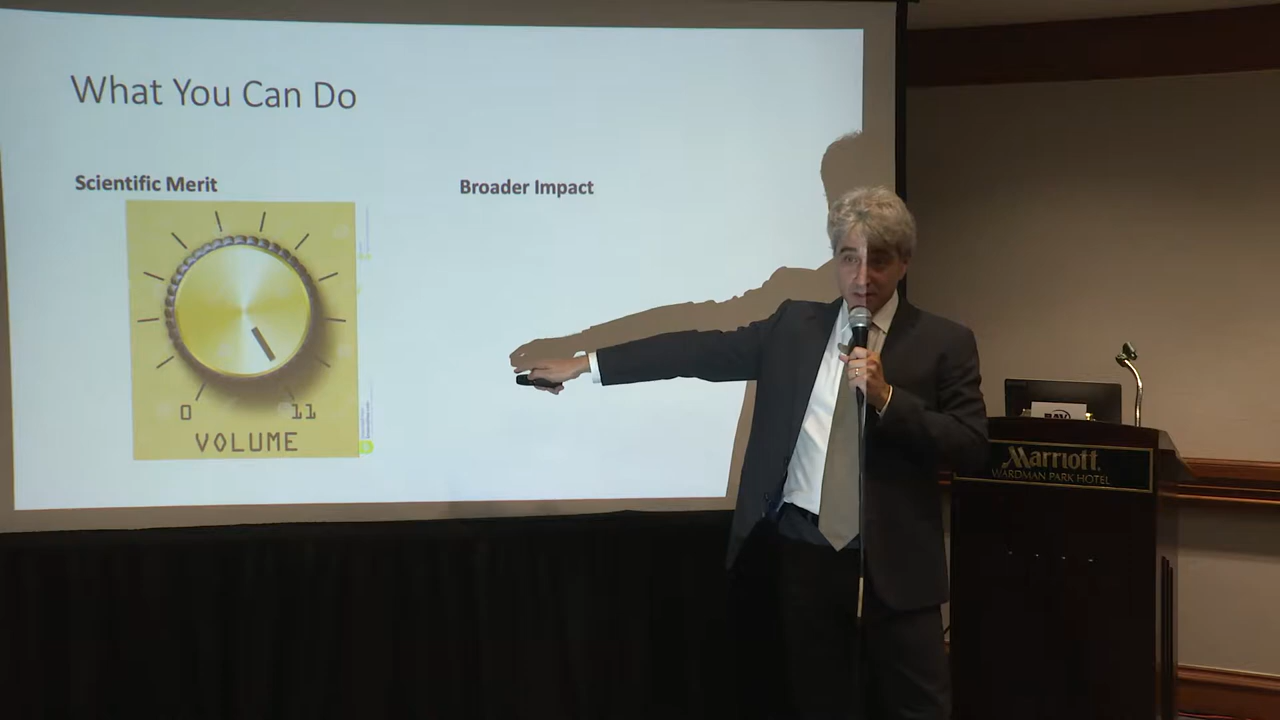 What You Can Do
Scientific Merit
Broader Impact
0 11
VOLUME
Marriott
WARDMAN PARK HOTEL